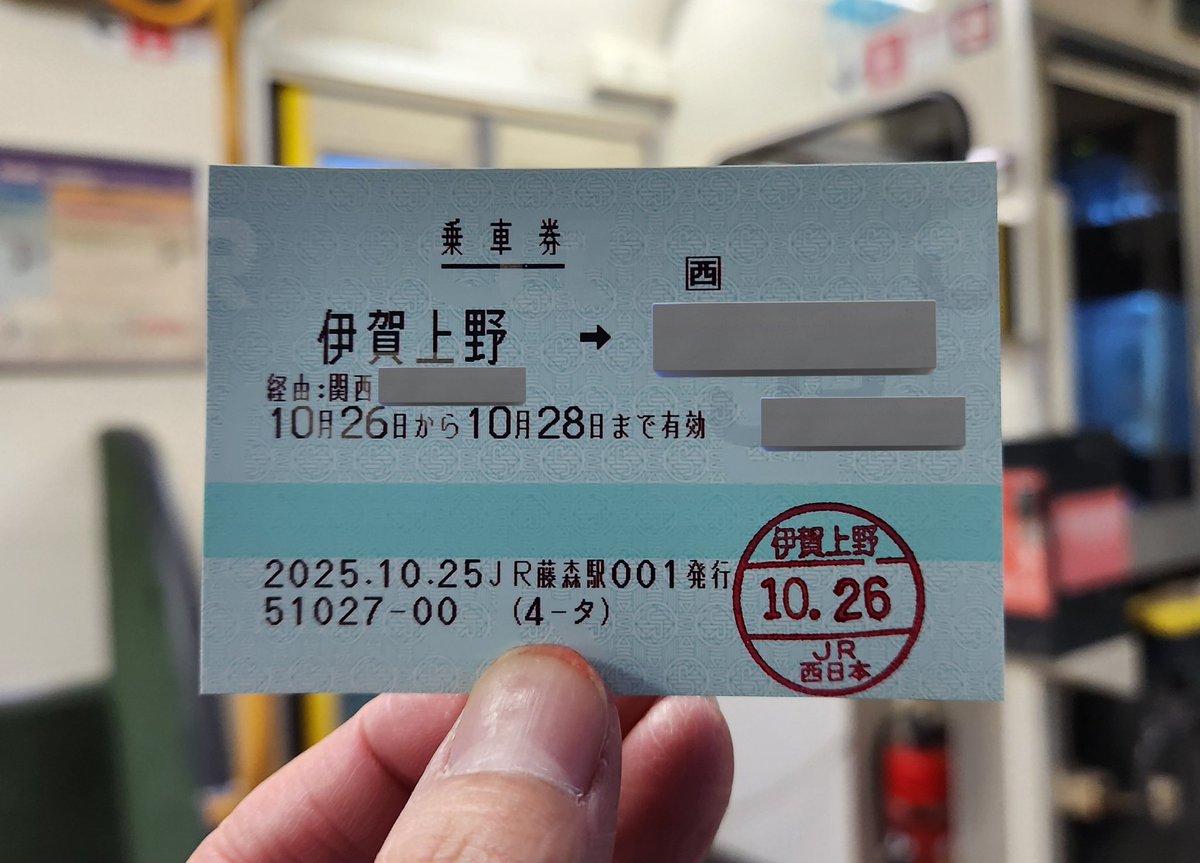 乗車券
西
伊賀上野 ➡
経由:関西
10月26日から10月28日まで有効
2025.10.25JR藤森駅001発行
51027-00 (4-タ)
伊賀上野
10.26
JR
西日本